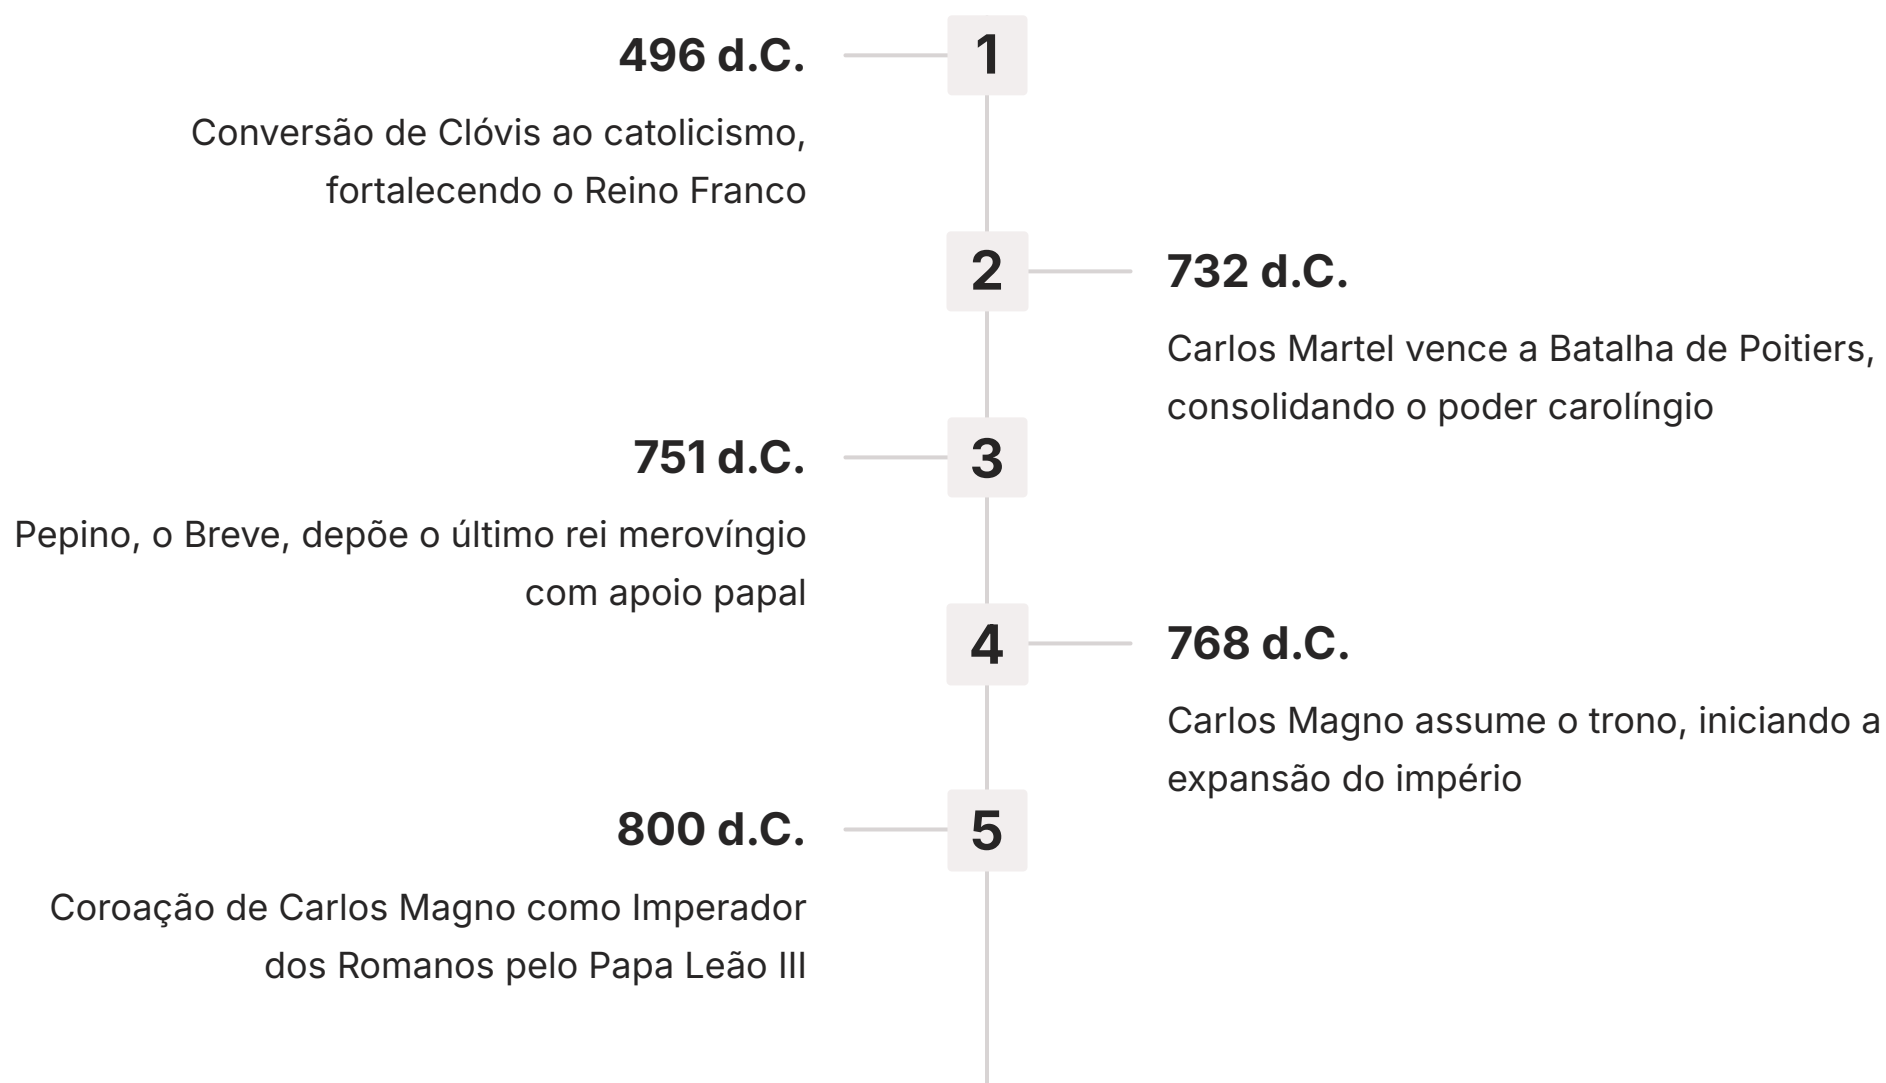 496 d.C.
1
Conversão de Clóvis ao catolicismo,
fortalecendo o Reino Franco
2
732 d.C.
Carlos Martel vence a Batalha de Poitiers,
consolidando o poder carolíngio
751 d.C.
3
Pepino, o Breve, depõe o último rei merovíngio
com apoio papal
4
768 d.C.
Carlos Magno assume o trono, iniciando a
expansão do império
800 d.C.
5
Coroação de Carlos Magno como Imperador
dos Romanos pelo Papa Leão III